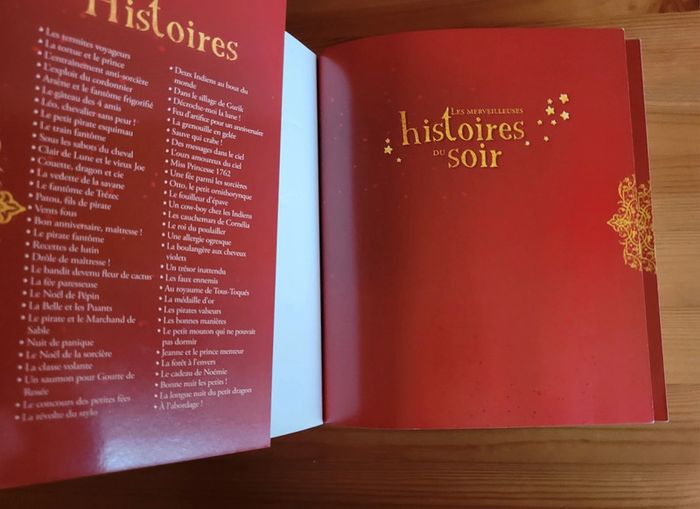 Histoires
• Les termites voyageurs
• La tortue et le prince
• L'entraînement anti-sorcière
• L'exploit du cordonnier
• Arsène et le fantôme frigorifié
• Le gâteau des 4 amis
• Léo, chevalier sans peur !
• Le petit pirate esquimau
• Le train fantôme
• Sous les sabots du cheval
• Clair de Lune et le vieux Joe
• Couette, dragon et cie
• La vedette de la savane
• Le fantôme de Trézec
• Patou, fils de pirate
• Vents fous
• Bon anniversaire, maîtresse !
• Le pirate fantôme
• Recettes de lutin
• Drôle de maîtresse !
• Le bandit devenu fleur de cactus
• La fée paresseuse
• Le Noël de Pépin
• La Belle et les Puants
• Le pirate et le Marchand de
Sable
• Nuit de panique
• Le Noël de la sorcière
• La classe volante
• Un saumon pour Goutte de
Rosée
• Le concours des petites fées
• La révolte du stylo
• Deux Indiens au bout du
monde
• Dans le sillage de Garik
• Décroche-moi la lune !
• Feu d'artifice pour un anniversaire
• La grenouille en gelée
• Sauve qui crabe !
• Des messages dans le ciel
• L'ours amoureux du ciel
• Miss Princesse 1762
• Une fée parmi les sorcières
• Otto, le petit ornithorynque
• Le fouilleur d'épave
• Un cow-boy chez les Indiens
• Les cauchemars de Cornélia
• Le roi du poulailler
• Une allergie ogresque
• La boulangère aux cheveux
violets
• Un trésor inattendu
• Les faux ennemis
• Au royaume de Tous-Toqués
• La médaille d'or
• Les pirates valseurs
• Les bonnes manières
• Le petit mouton qui ne pouvait
pas dormir
• Jeanne et le prince menteur
• La forêt à l'envers
• Le cadeau de Noémie
• Bonne nuit les petits !
• La longue nuit du petit dragon
• À l'abordage !
LES MERVEILLEUSES
histoires
DU soir